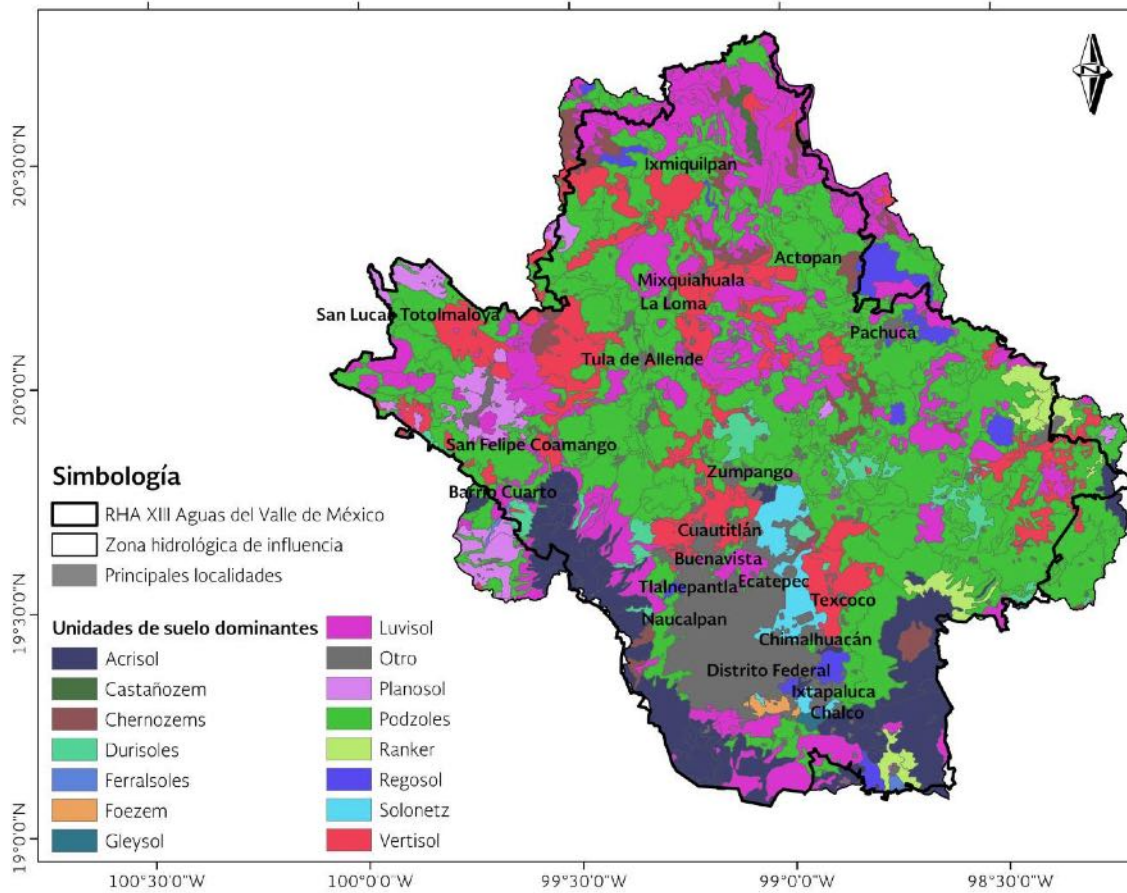 N
20°30'0"N
20°0'0"N
19°30'0"N
19°0'0"N
Ixmiquilpan
Actopan
Mixquiahuala
La Loma
San Lucas Totolmaloya
Pachuca
Tula de Allende
San Felipe Coamango
Zumpango
Barrio Cuarto
Cuautitlán
Buenavista
Tlalnepantla
Ecatepec
Texcoco
Naucalpan
Chimalhuacán
Distrito Federal
Ixtapaluca
Chalco
Simbología
RHA XIII Aguas del Valle de México
Zona hidrológica de influencia
Principales localidades
Unidades de suelo dominantes
Acrisol
Castañozem
Chernozems
Durisoles
Ferralsoles
Foezem
Gleysol
Luvisol
Otro
Planosol
Podzoles
Ranker
Regosol
Solonetz
Vertisol
100°30'0"W
100°0'0"W
99°30'0"W
99°0'0"W
98°30'0"W